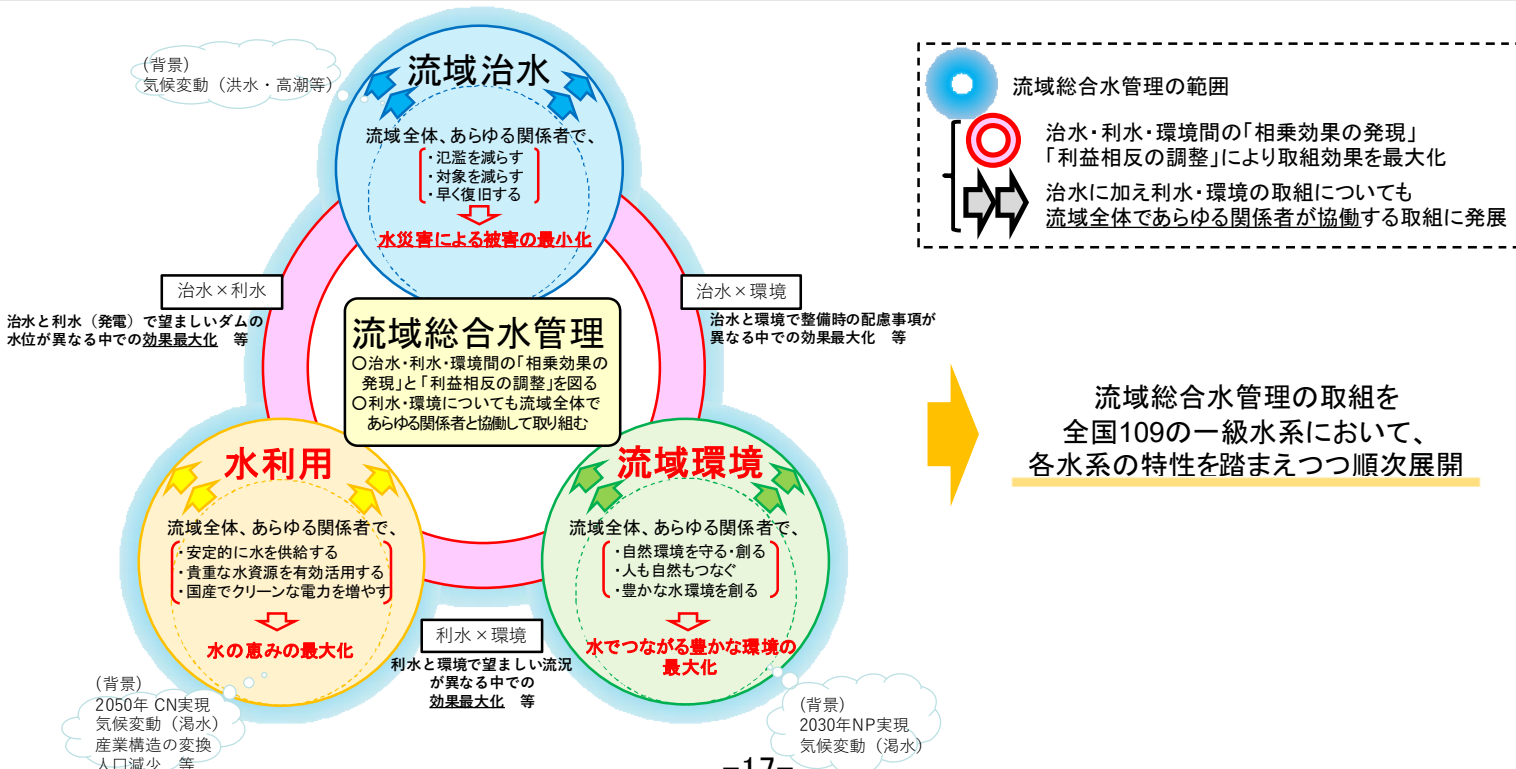 (背景)
気候変動（洪水・高潮等）
流域治水
流域全体、あらゆる関係者で、
・氾濫を減らす
・対象を減らす
・早く復旧する
水災害による被害の最小化
流域総合水管理の範囲
治水・利水・環境間の「相乗効果の発現」
「利益相反の調整」により取組効果を最大化
治水に加え利水・環境の取組についても
流域全体であらゆる関係者が協働する取組に発展
治水×利水
治水と利水（発電）で望ましいダムの
水位が異なる中での効果最大化　等
治水×環境
治水と環境で整備時の配慮事項が
異なる中での効果最大化　等
流域総合水管理
○治水・利水・環境間の「相乗効果の
発現」と「利益相反の調整」を図る
○利水・環境についても流域全体で
あらゆる関係者と協働して取り組む
流域総合水管理の取組を
全国109の一級水系において、
各水系の特性を踏まえつつ順次展開
水利用
流域全体、あらゆる関係者で、
・安定的に水を供給する
・貴重な水資源を有効活用する
・国産でクリーンな電力を増やす
水の恵みの最大化
流域環境
流域全体、あらゆる関係者で、
・自然環境を守る・創る
・人も自然もつなぐ
・豊かな水環境を創る
水でつながる豊かな環境の
最大化
利水×環境
利水と環境で望ましい流況
が異なる中での
効果最大化　等
(背景)
2050年 CN実現
気候変動（渇水）
産業構造の変換
人口減少　等
(背景)
2030年NP実現
気候変動（渇水）
−17−